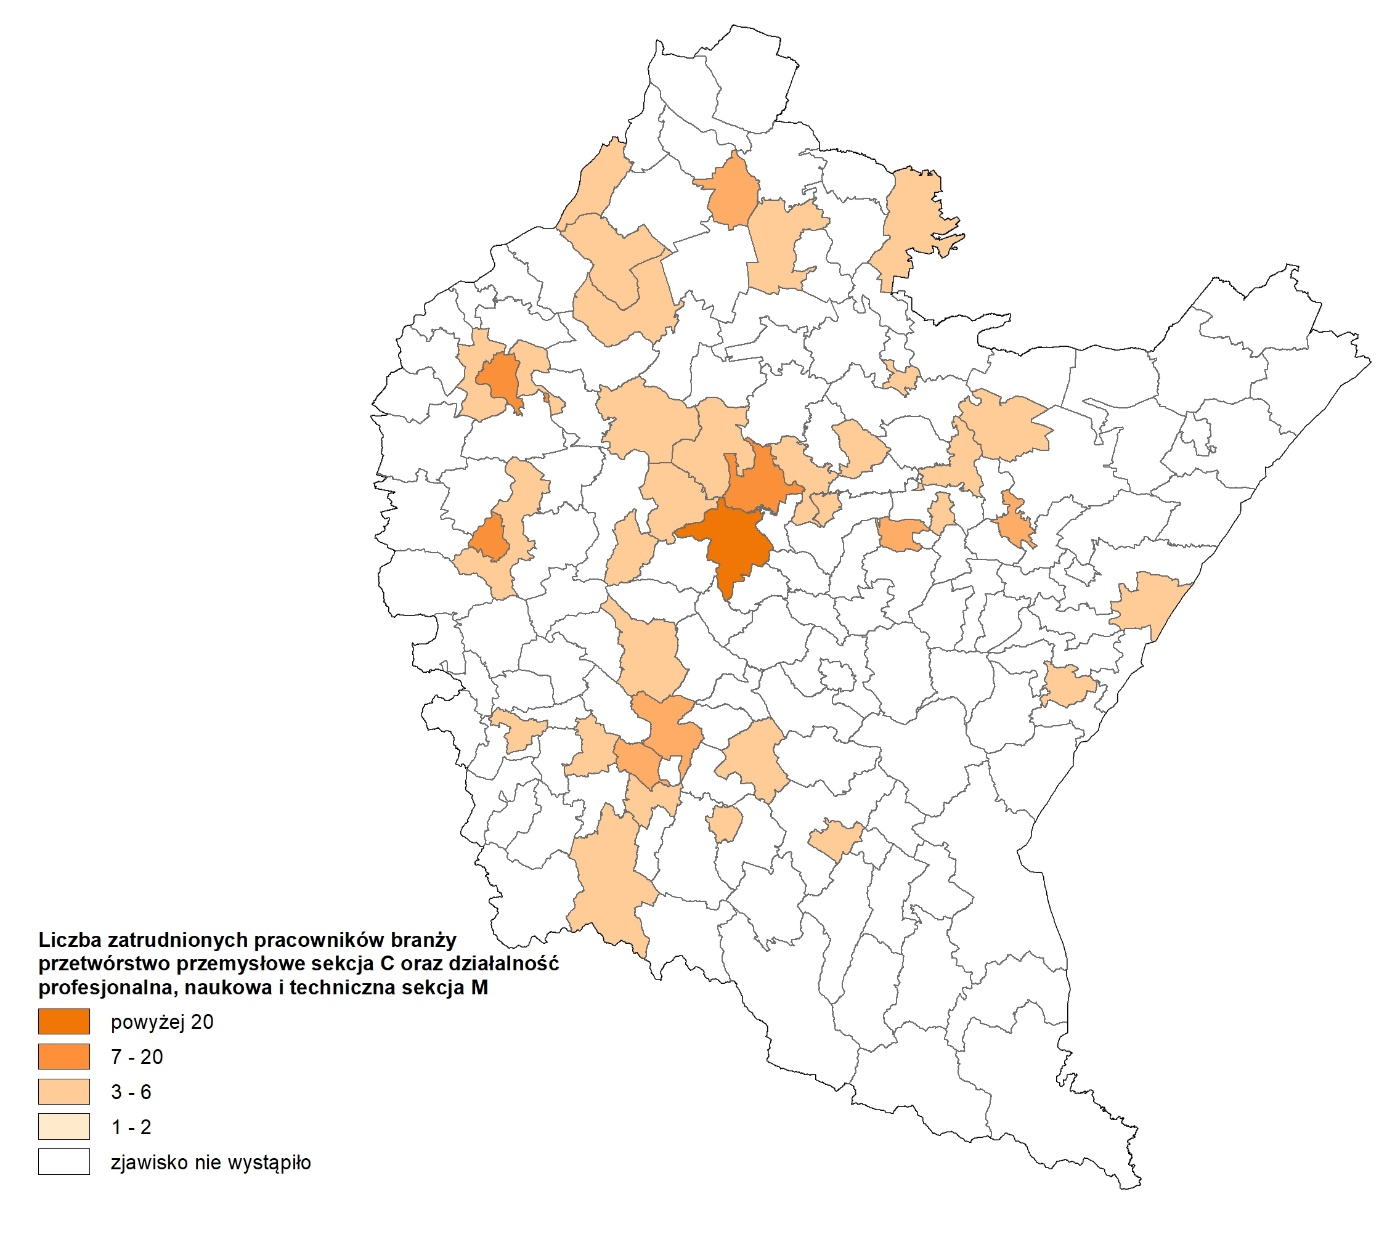 Liczba zatrudnionych pracowników branży
przetwórstwo przemysłowe sekcja C oraz działalność
profesjonalna, naukowa i techniczna sekcja M
powyżej 20
7 - 20
3 - 6
1 - 2
zjawisko nie wystąpiło